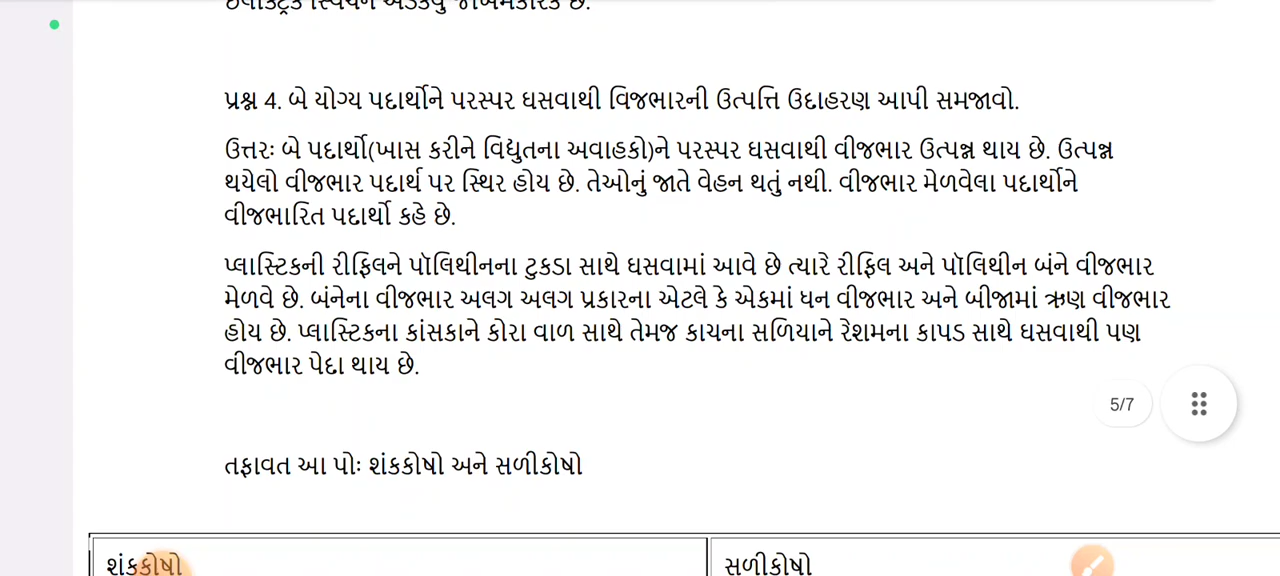 પ્રશ્ન 4. બે યોગ્ય પદાર્થોને પરસ્પર ઘસવાથી વિજભારની ઉત્પત્તિ ઉદાહરણ આપી સમજાવો.
ઉત્તરઃ બે પદાર્થો(ખાસ કરીને વિદ્યુતના અવાહકો)ને પરસ્પર ઘસવાથી વીજભાર ઉત્પન્ન થાય છે. ઉત્પન્ન
થયેલો વીજભાર પદાર્થ પર સ્થિર હોય છે. તેઓનું જાતે વેહન થતું નથી. વીજભાર મેળવેલા પદાર્થોને
વીજભારિત પદાર્થો કહે છે.
પ્લાસ્ટિકની રીફિલને પૉલિથીનના ટુકડા સાથે ઘસવામાં આવે છે ત્યારે રીફિલ અને પૉલિથીન બંને વીજભાર
મેળવે છે. બંનેના વીજભાર અલગ અલગ પ્રકારના એટલે કે એકમાં ધન વીજભાર અને બીજામાં ઋણ વીજભાર
હોય છે. પ્લાસ્ટિકના કાંસકાને કોરા વાળ સાથે તેમજ કાચના સળિયાને રેશમના કાપડ સાથે ઘસવાથી પણ
વીજભાર પેદા થાય છે.
5/7
તફાવત આ પોઃ શંકકોષો અને સળીકોષો
શંકકોષો
સળીકોષો